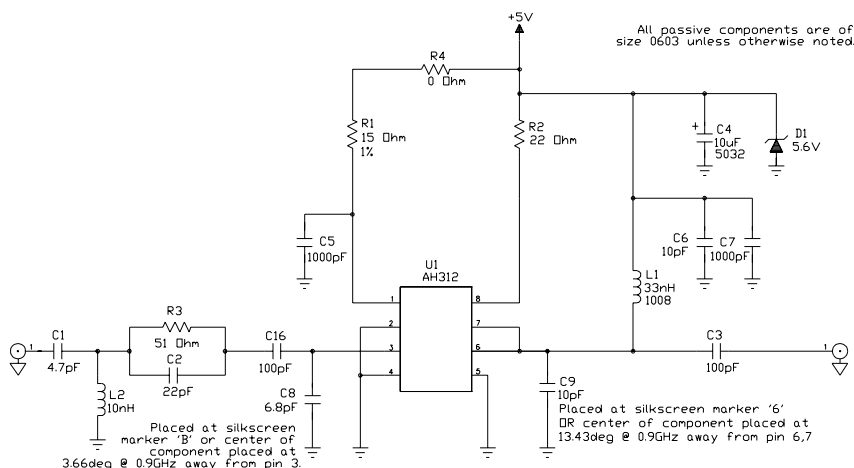 +5V
All passive components are of
size 0603 unless otherwise noted.
R4
0 Ohm
R1
15 Ohm
1%
R2
22 Ohm
+
C4
10uF
5032
D1
5.6V
C5
1000pF
C6
10pF
C7
1000pF
U1
AH312
L1
33nH
1008
1
2
3
4
8
7
6
5
R3
51 Ohm
C1
4.7pF
1
C2
22pF
C16
100pF
C3
100pF
1
L2
10nH
C8
6.8pF
C9
10pF
Placed at silkscreen
marker 'B' or center of
component placed at
3.66deg @ 0.9GHz away from pin 3.
Placed at silkscreen marker '6'
OR center of component placed at
13.43deg @ 0.9GHz away from pin 6,7